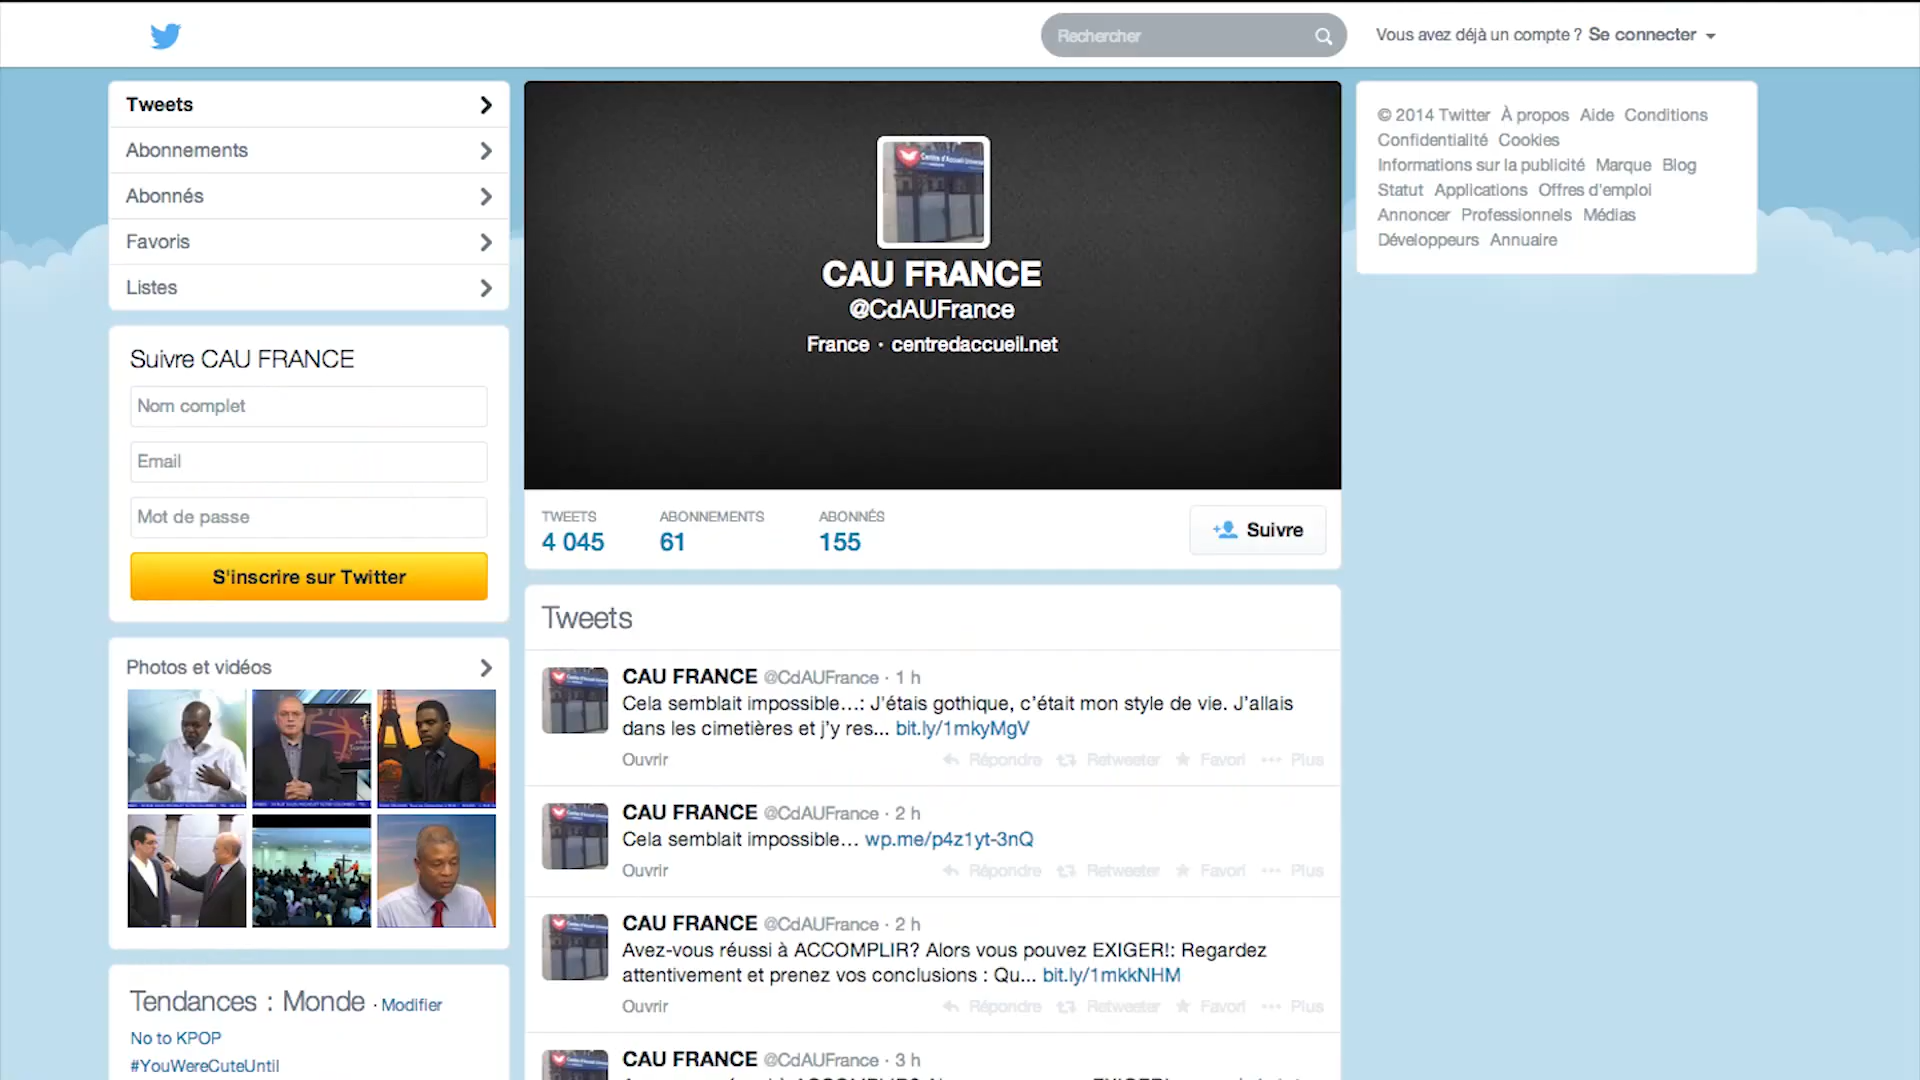 Rechercher
Vous avez déjà un compte ? Se connecter
Tweets
Abonnements
Abonnés
Favoris
Listes
Suivre CAU FRANCE
Nom complet
Email
Mot de passe
S'inscrire sur Twitter
Photos et vidéos
Tendances : Monde · Modifier
No to KPOP
#YouWereCuteUntil
Centre d'Accueil Universel
CAU FRANCE
@CdAUFrance
France · centredaccueil.net
TWEETS
4 045
ABONNEMENTS
61
ABONNÉS
155
Suivre
Tweets
CAU FRANCE @CdAUFrance · 1 h
Cela semblait impossible…: J'étais gothique, c’était mon style de vie. J’allais
dans les cimetières et j’y res... bit.ly/1mkyMgV
Ouvrir
Répondre Retweeter Favori Plus
CAU FRANCE @CdAUFrance · 2 h
Cela semblait impossible… wp.me/p4z1yt-3nQ
Ouvrir
Répondre Retweeter Favori Plus
CAU FRANCE @CdAUFrance · 2 h
Avez-vous réussi à ACCOMPLIR? Alors vous pouvez EXIGER!: Regardez
attentivement et prenez vos conclusions : Qu... bit.ly/1mkkNHM
Ouvrir
Répondre Retweeter Favori Plus
CAU FRANCE @CdAUFrance · 3 h
© 2014 Twitter À propos Aide Conditions
Confidentialité Cookies
Informations sur la publicité Marque Blog
Statut Applications Offres d'emploi
Annoncer Professionnels Médias
Développeurs Annuaire